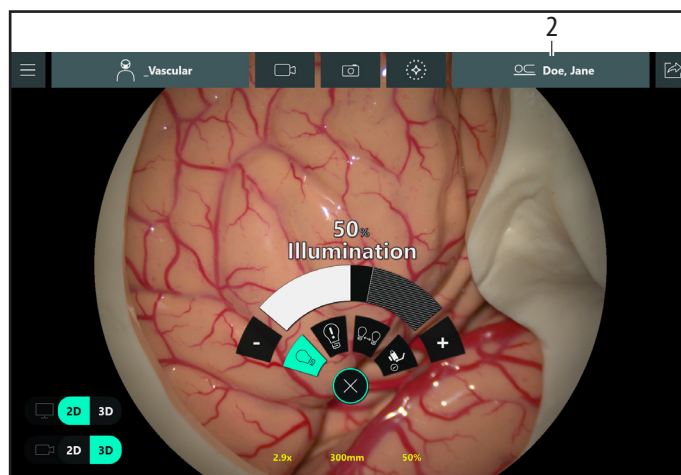 2
_Vascular
Doe, Jane
50%
Illumination
-
+
2D 3D
2D 3D
2.9x 300mm 50%